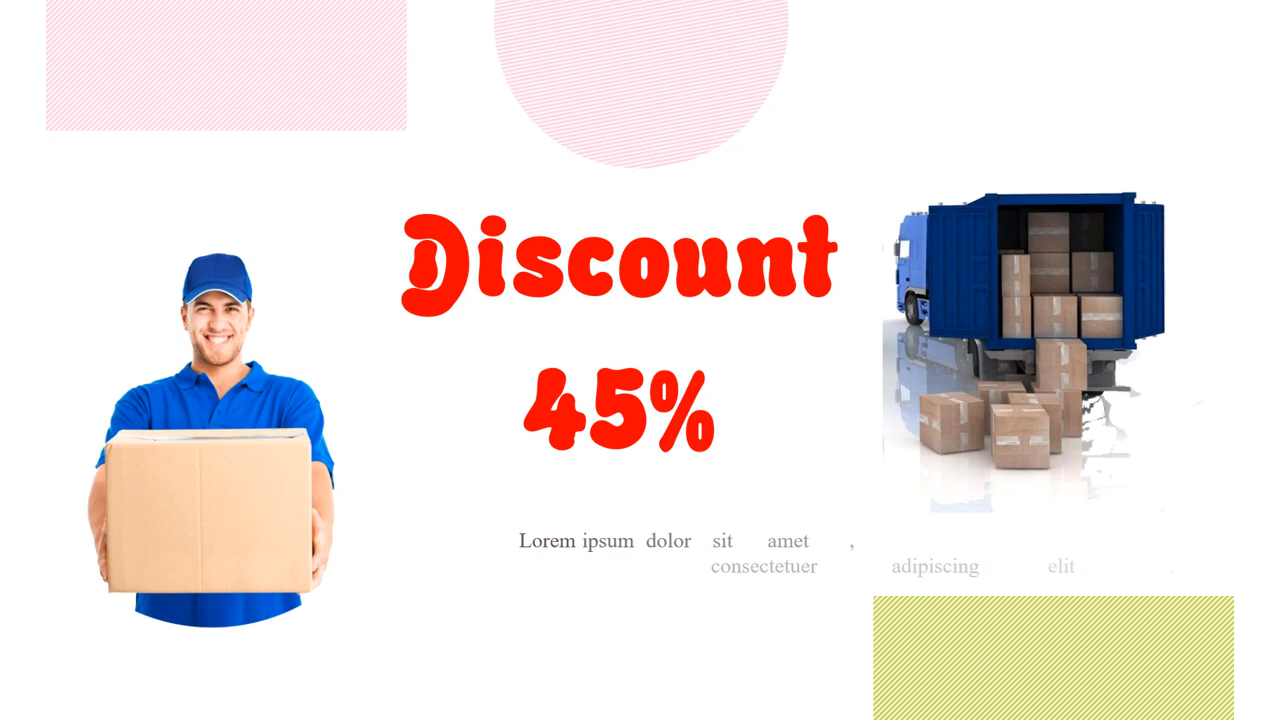 Discount
45%
Lorem ipsum dolor sit amet ,
consectetuer adipiscing elit .